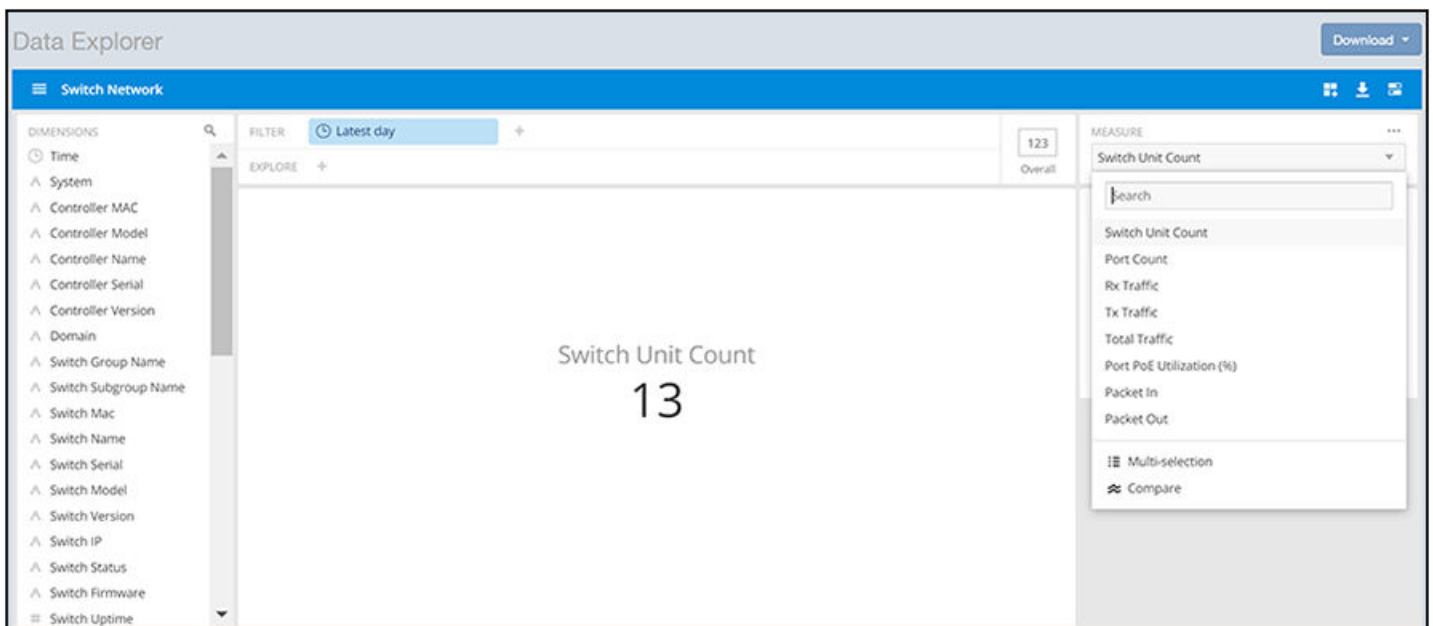 Data Explorer
Download
Switch Network
DIMENSIONS
Time
System
Controller MAC
Controller Model
Controller Name
Controller Serial
Controller Version
Domain
Switch Group Name
Switch Subgroup Name
Switch Mac
Switch Name
Switch Serial
Switch Model
Switch Version
Switch IP
Switch Status
Switch Firmware
Switch Uptime
FILTER
Latest day
+
EXPLORE +
123
Overall
Switch Unit Count
13
MEASURE
Switch Unit Count
Search
Switch Unit Count
Port Count
Rx Traffic
Tx Traffic
Total Traffic
Port PoE Utilization (%)
Packet In
Packet Out
Multi-selection
Compare